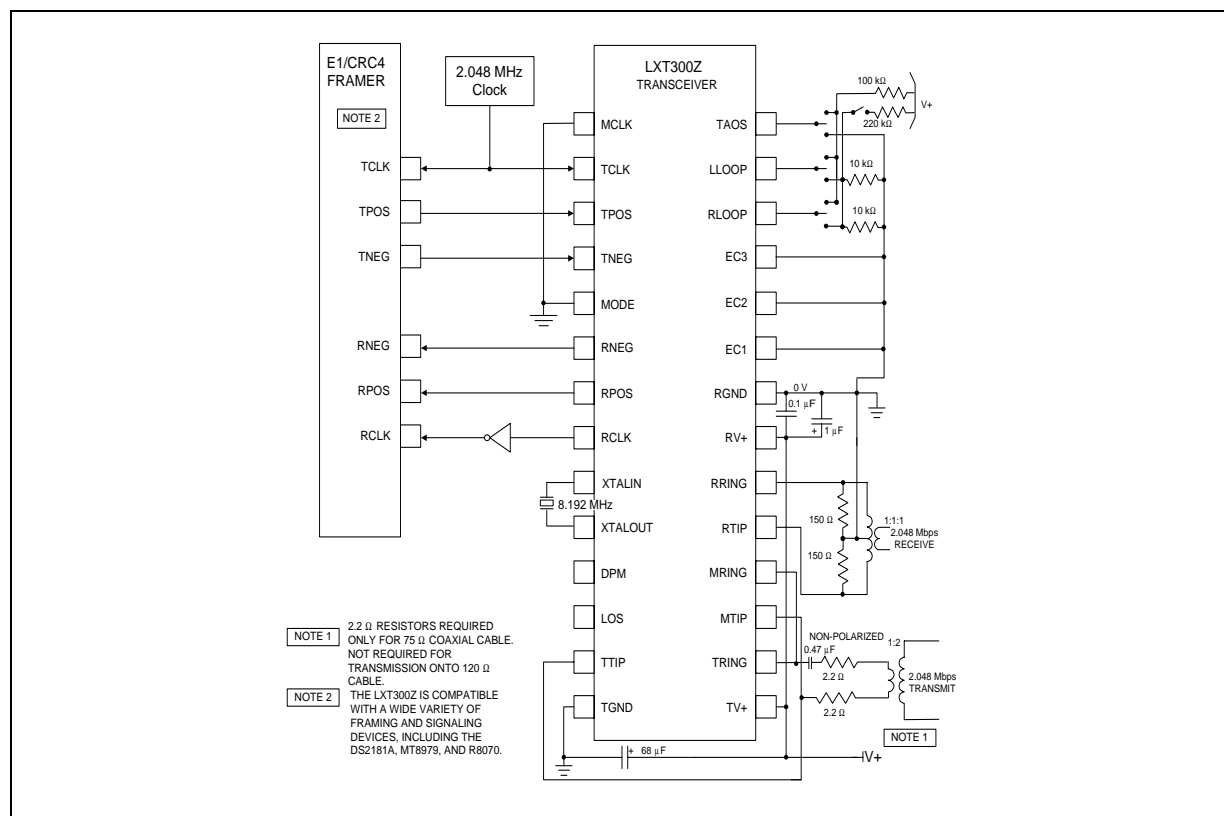 E1/CRC4
FRAMER
NOTE 2
TCLK
TPOS
TNEG
RNEG
RPOS
RCLK
2.048 MHz
Clock
LXT300Z
TRANSCEIVER
MCLK
TCLK
TPOS
TNEG
MODE
RNEG
RPOS
RCLK
XTALIN
8.192 MHz
XTALOUT
DPM
LOS
TTIP
TGND
TAOS
LLOOP
RLOOP
EC3
EC2
EC1
RGND
RV+
RRING
RTIP
MRING
MTIP
TRING
TV+
100 kΩ
V+
220 kΩ
10 kΩ
10 kΩ
0 V
0.1 µF
+ 1 µF
150 Ω
150 Ω
1:1:1
2.048 Mbps
RECEIVE
NON-POLARIZED
0.47 µF
1:2
2.2 Ω
2.2 Ω
2.048 Mbps
TRANSMIT
NOTE 1
+ 68 µF
V+
NOTE 1
2.2 Ω RESISTORS REQUIRED
ONLY FOR 75 Ω COAXIAL CABLE.
NOT REQUIRED FOR
TRANSMISSION ONTO 120 Ω
CABLE.
NOTE 2
THE LXT300Z IS COMPATIBLE
WITH A WIDE VARIETY OF
FRAMING AND SIGNALING
DEVICES, INCLUDING THE
DS2181A, MT8979, AND R8070.